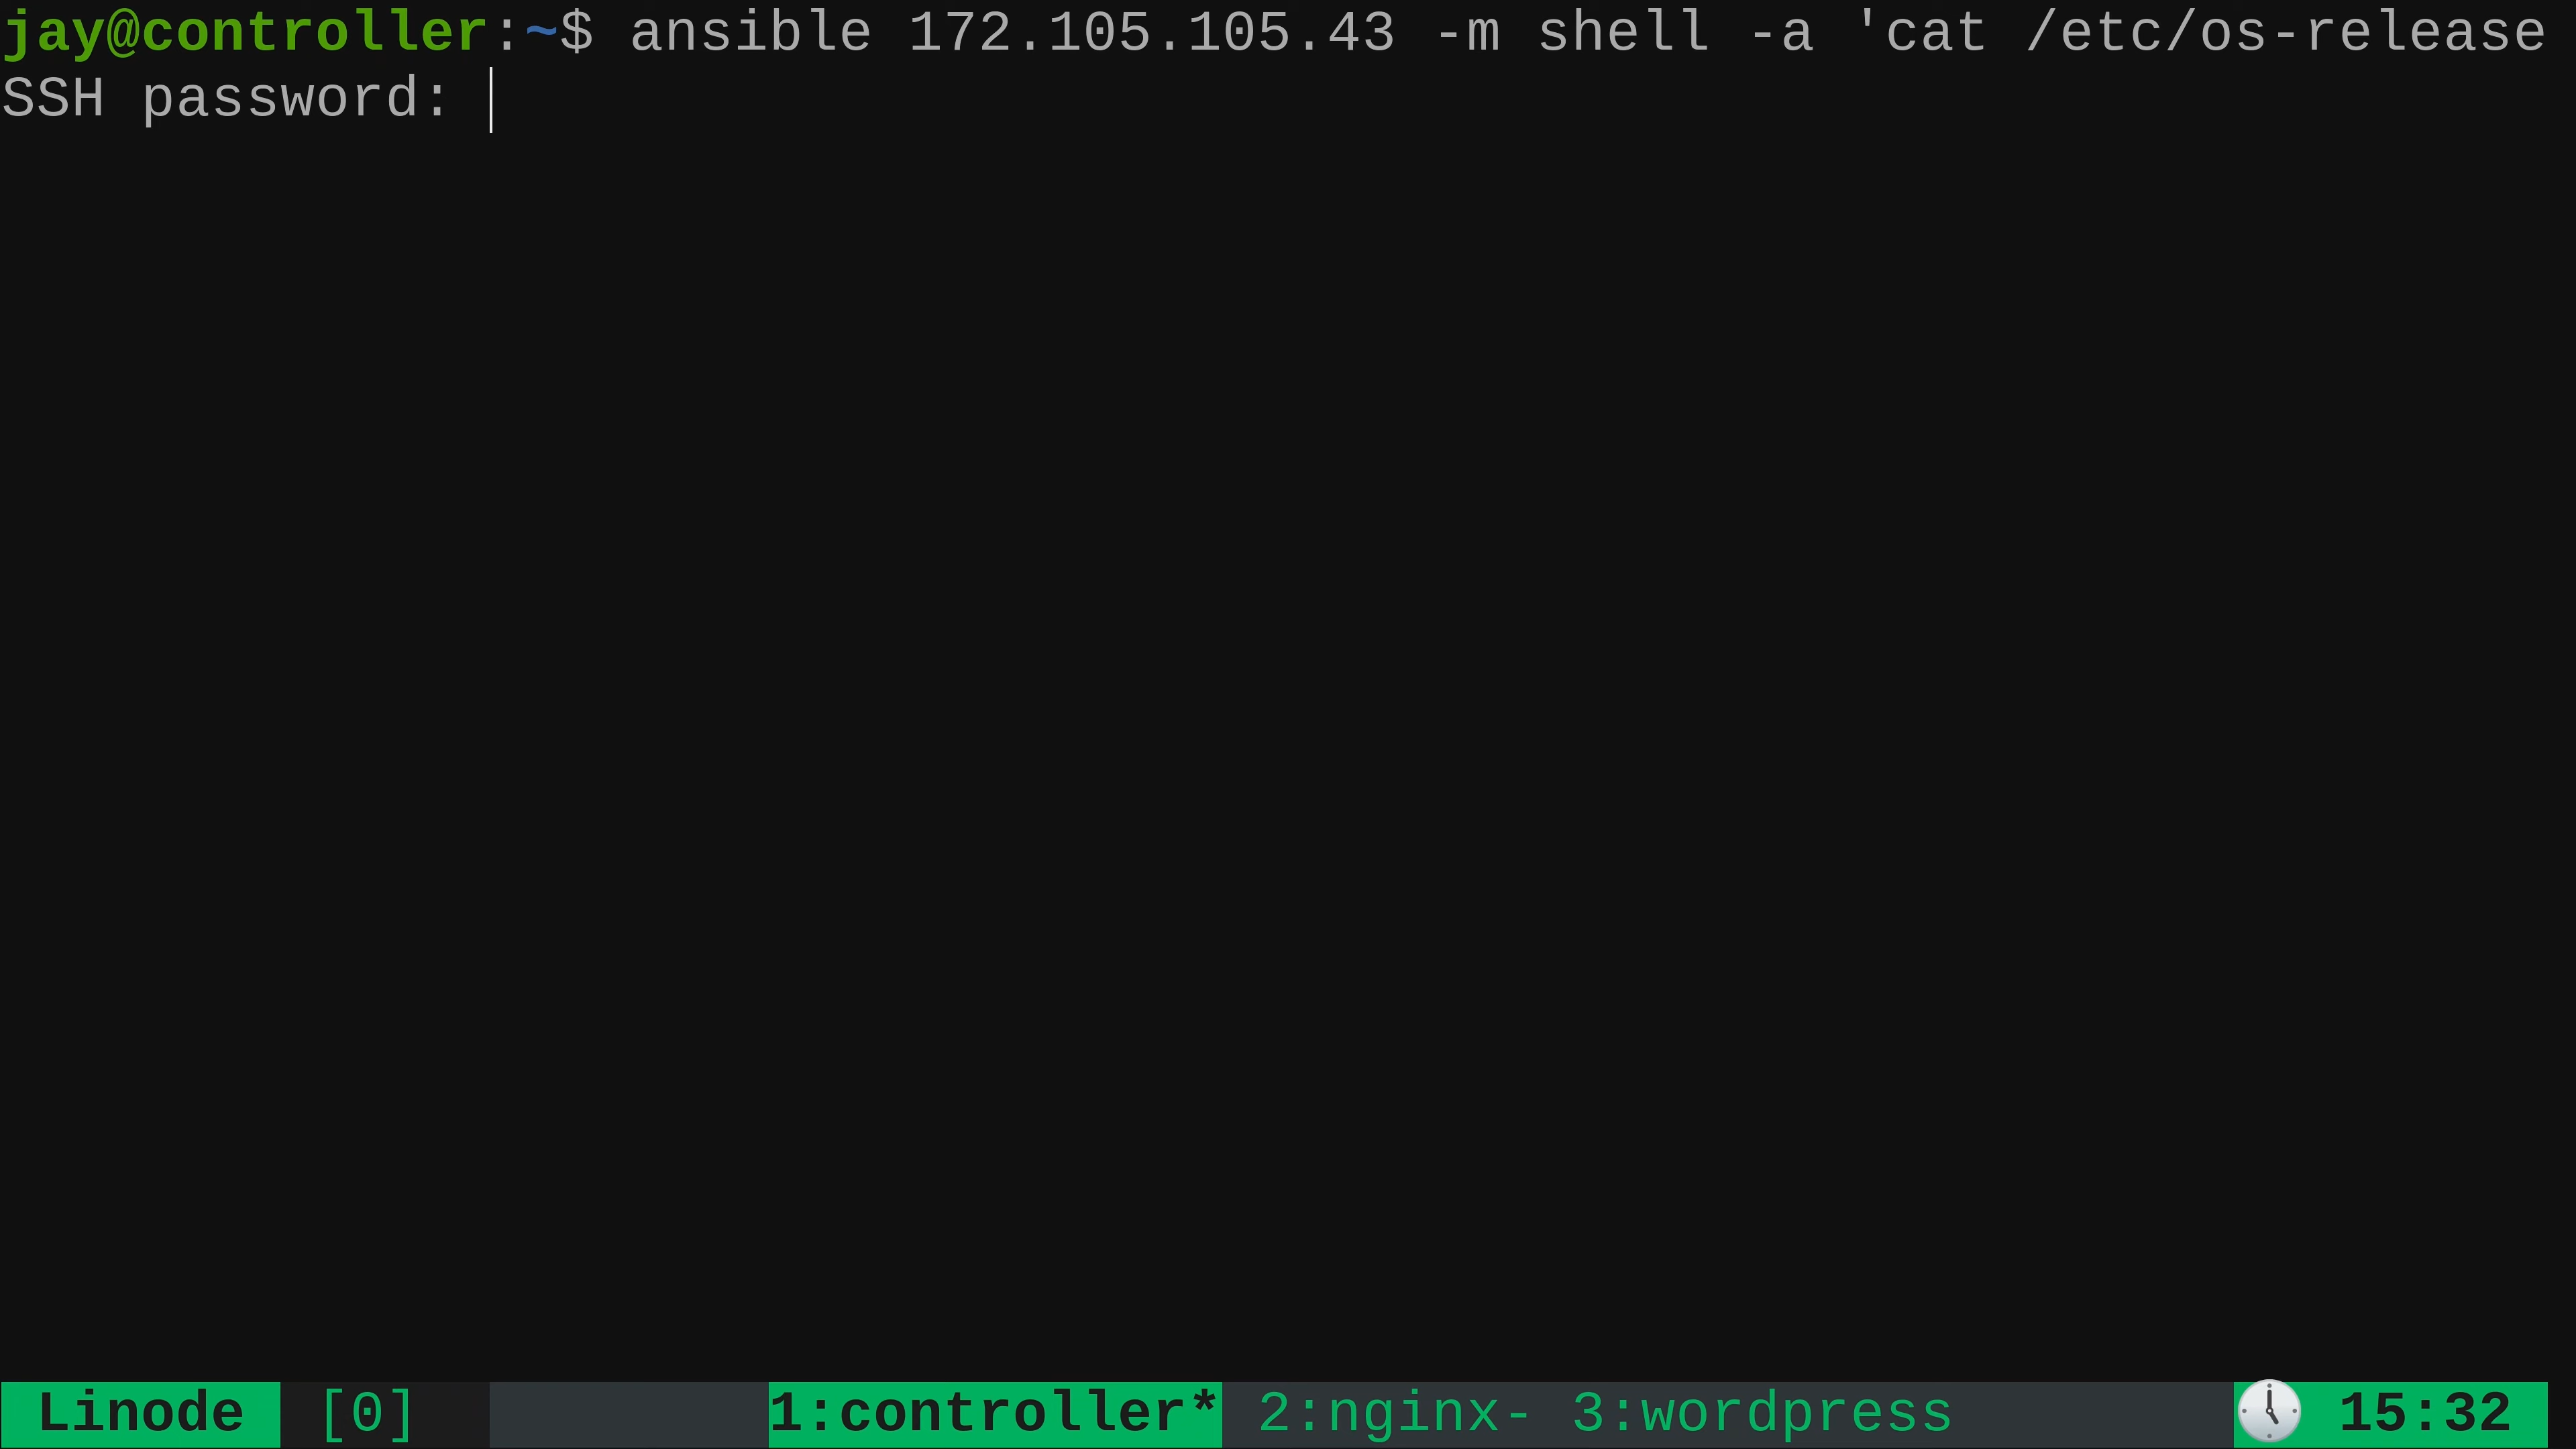 jay@controller:~$ ansible 172.105.105.43 -m shell -a 'cat /etc/os-release
SSH password:
Linode [0] 1:controller* 2:nginx- 3:wordpress 15:32